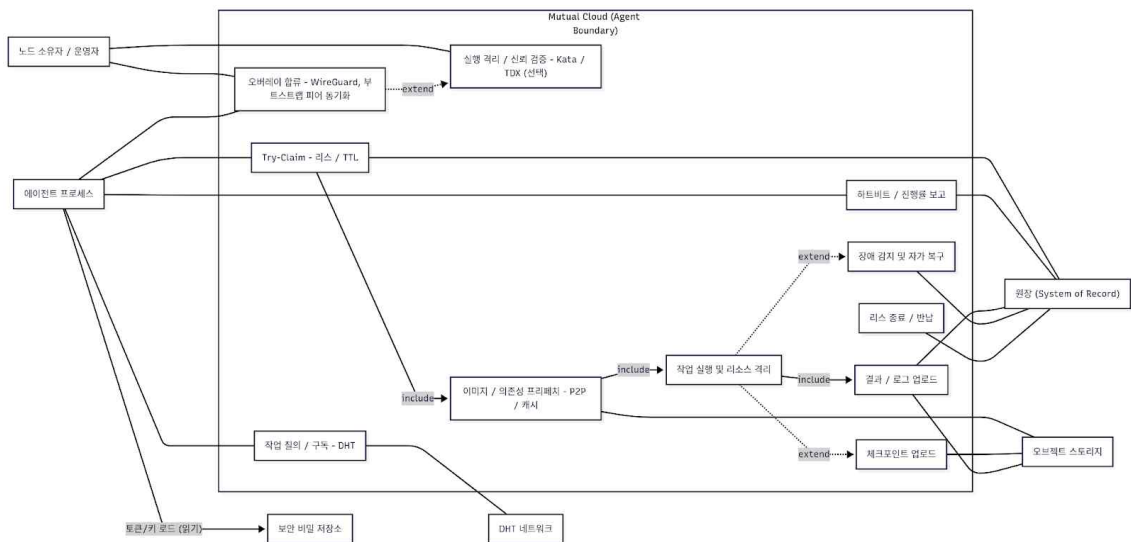 Mutual Cloud (Agent
Boundary)
노드 소유자 / 운영자
실행 격리 / 신뢰 검증 - Kata /
TDX (선택)
오버레이 합류 - WireGuard, 부
트스트랩 피어 동기화
extend
Try-Claim - 리스 / TTL
에이전트 프로세스
하트비트 / 진행률 보고
extend
장애 감지 및 자가 복구
원장 (System of Record)
리스 종료 / 반납
include
작업 실행 및 리소스 격리
include
결과 / 로그 업로드
include
이미지 / 의존성 프리페치 - P2P
/ 캐시
작업 질의 / 구독 - DHT
extend
체크포인트 업로드
오브젝트 스토리지
토큰/키 로드 (읽기)
보안 비밀 저장소
DHT 네트워크